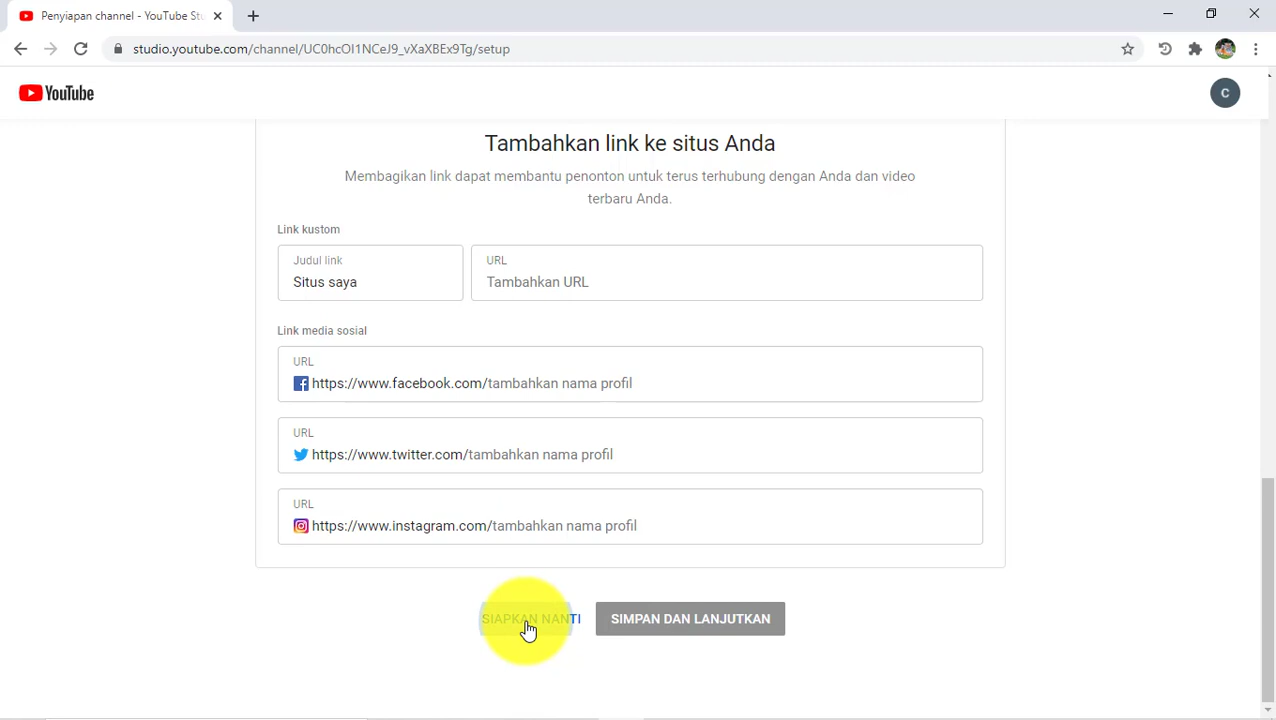 Penyiapan channel - YouTube Stu
studio.youtube.com/channel/UC0hcOI1NCeJ9_vXaXBEx9Tg/setup
YouTube
C
Tambahkan link ke situs Anda
Membagikan link dapat membantu penonton untuk terus terhubung dengan Anda dan video
terbaru Anda.
Link kustom
Judul link
Situs saya
URL
Tambahkan URL
Link media sosial
URL
https://www.facebook.com/tambahkan nama profil
URL
https://www.twitter.com/tambahkan nama profil
URL
https://www.instagram.com/tambahkan nama profil
SIAPKAN NANTI
SIMPAN DAN LANJUTKAN